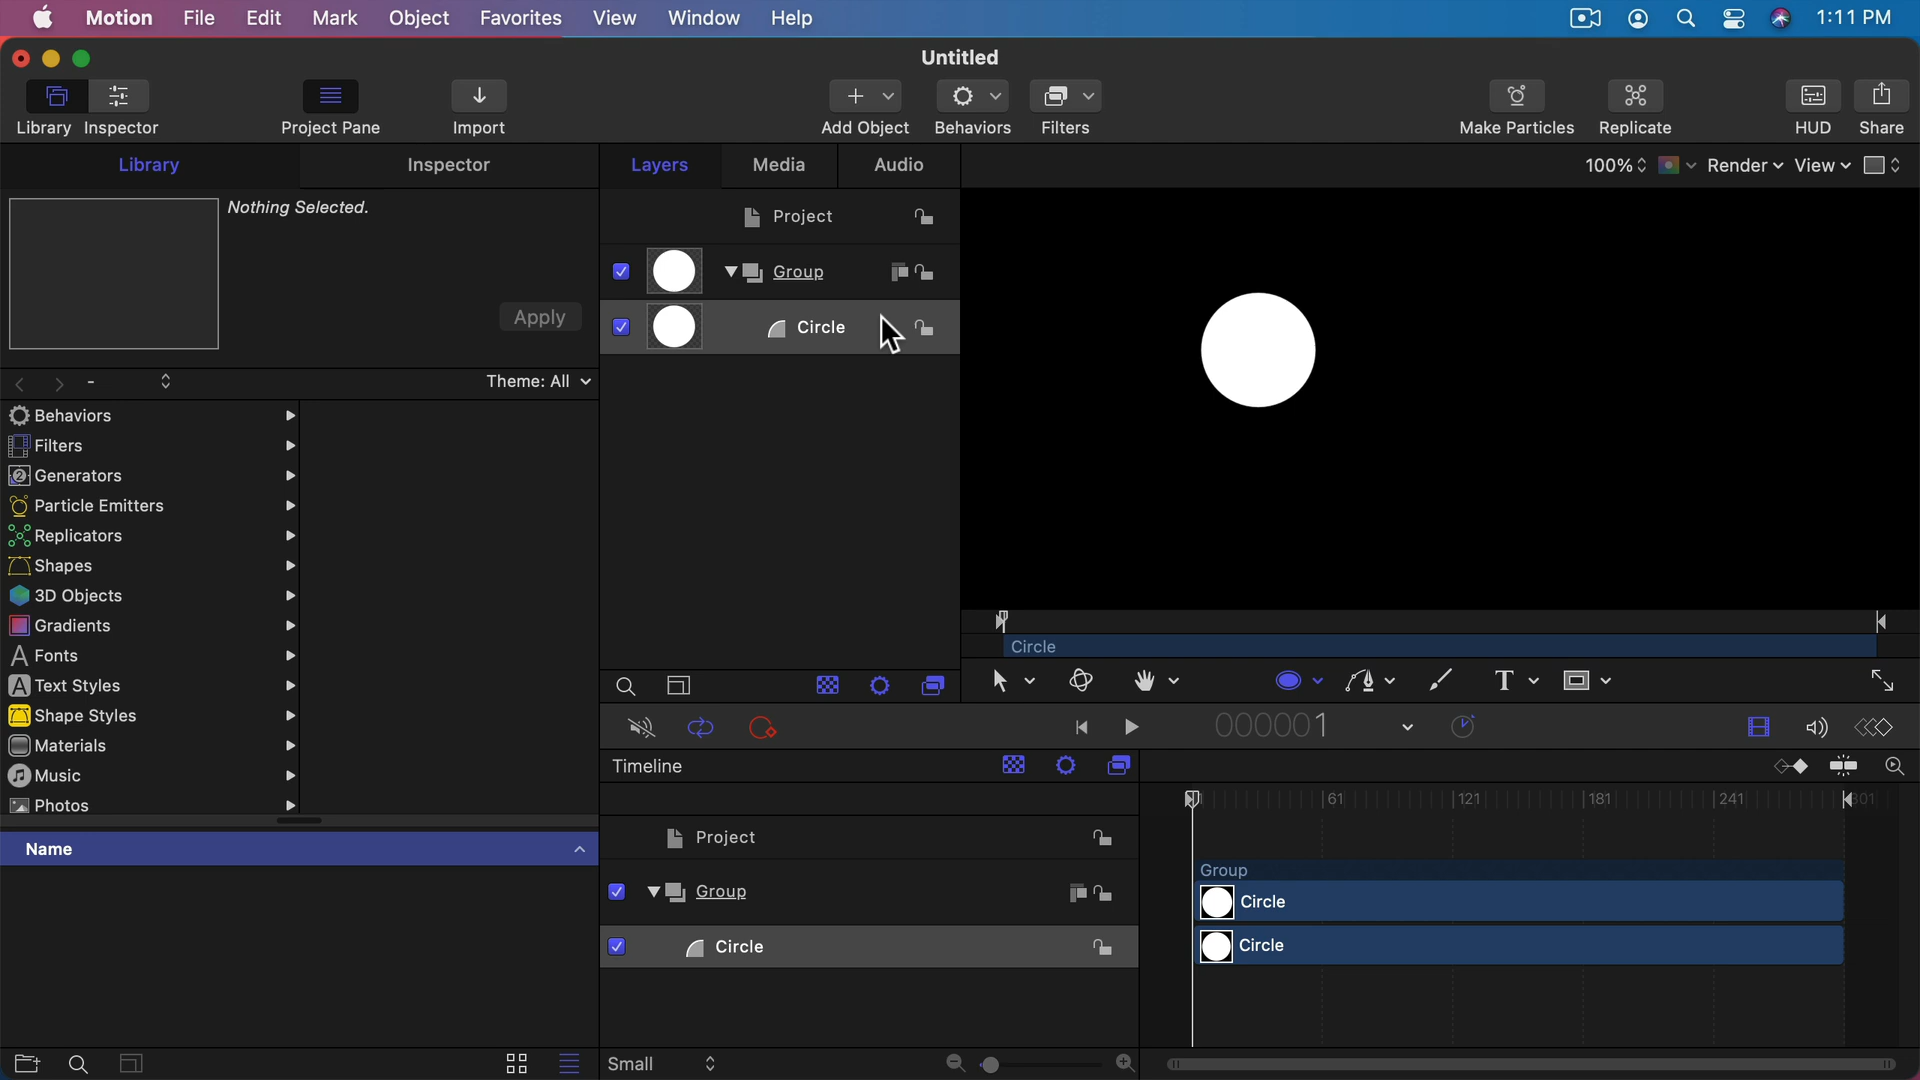 Motion File Edit Mark Object Favorites View Window Help 1:11 PM
Untitled
Library Inspector Project Pane Import Add Object Behaviors Filters Make Particles Replicate HUD Share
Library Inspector Layers Media Audio 100% Render View
Nothing Selected.
Project
Group
Circle
Apply
- Theme: All
Behaviors
Filters
Generators
Particle Emitters
Replicators
Shapes
3D Objects
Gradients
Fonts
Text Styles
Shape Styles
Materials
Music
Photos
Name
Circle
T
000001
Timeline
61 121 181 241 301
Project
Group
Circle
Group
Circle
Circle
Small